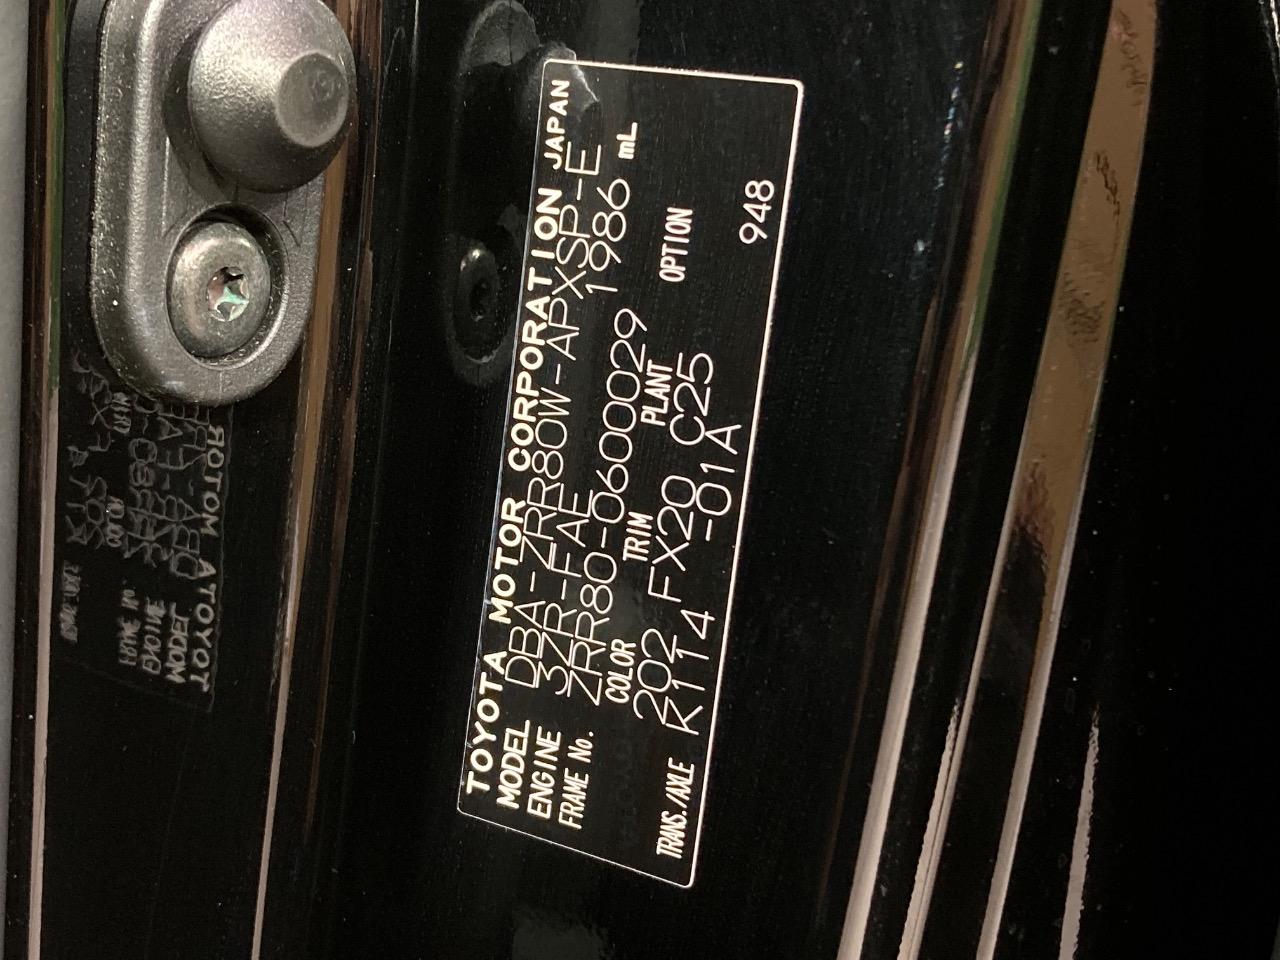 TOYOTA MOTOR CORPORATION JAPAN
MODEL DBA-ZRR80W-APXSP-E
ENGINE 3ZR-FAE 1986 mL
FRAME No. ZRR80-0600029
COLOR TRIM PLANT OPTION
202 FX20 C25
TRANS./AXLE K114 -01A 948